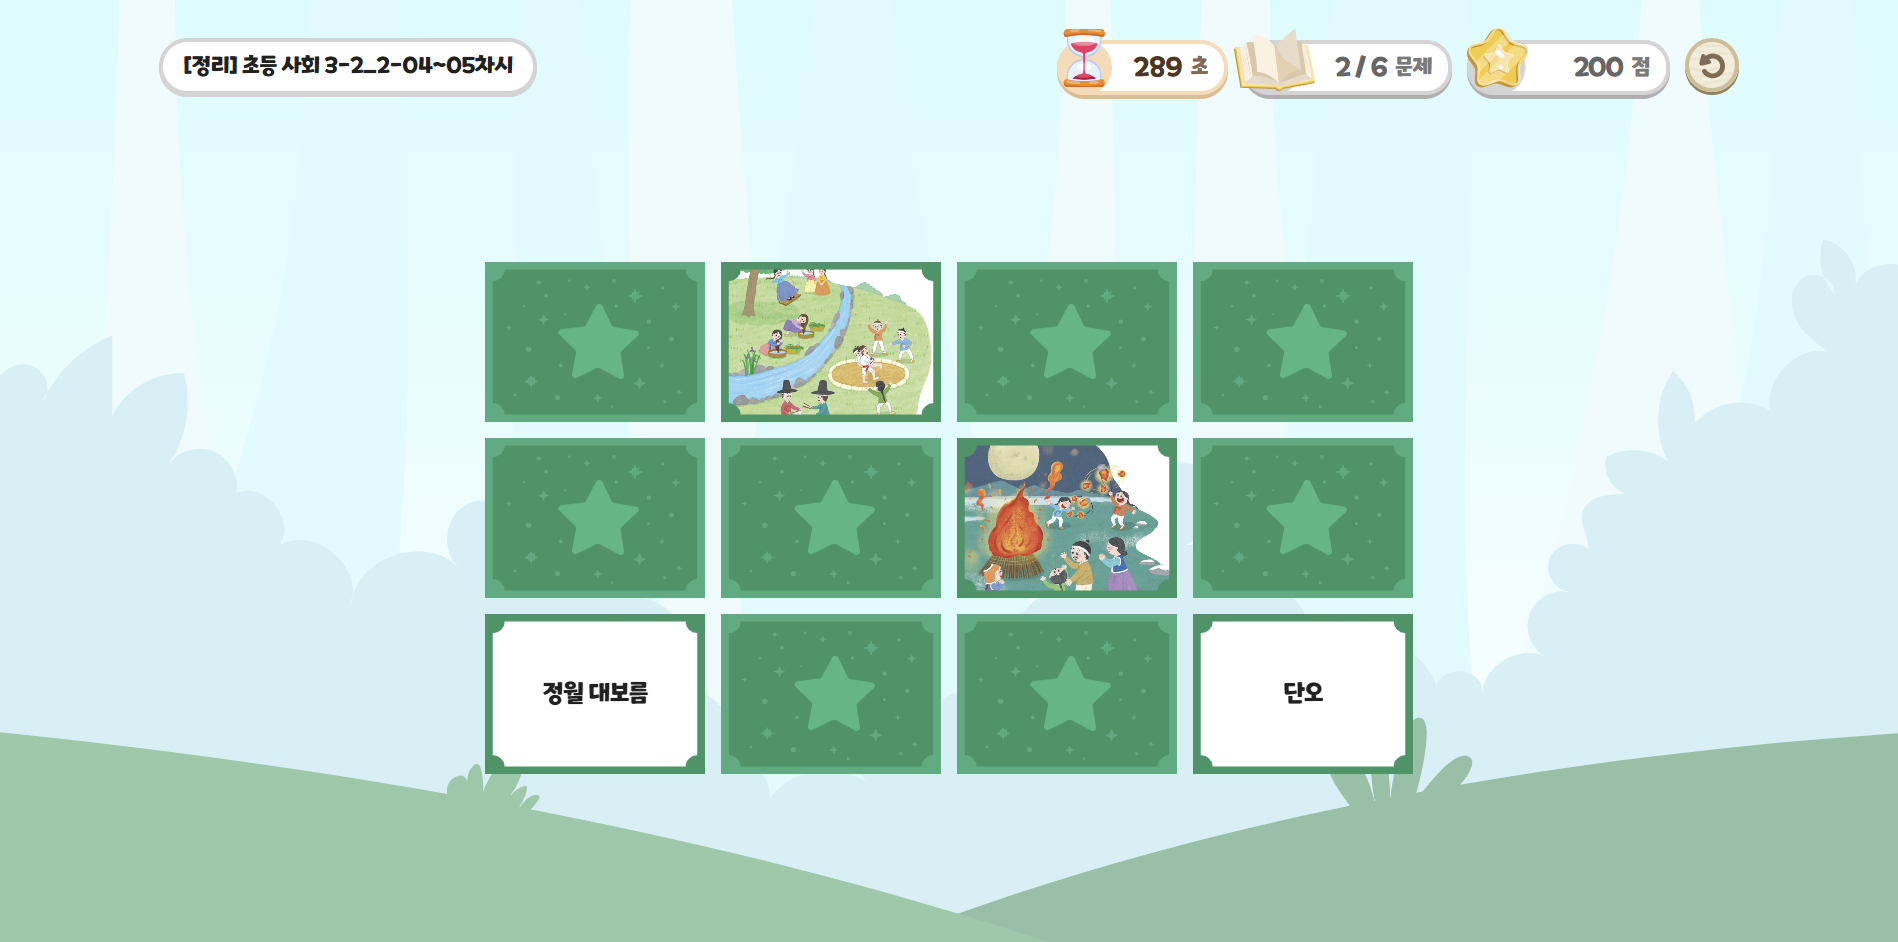 [정리] 초등 사회 3-2_2-04~05차시
289 초
2 / 6 문제
200 점
정월 대보름
단오